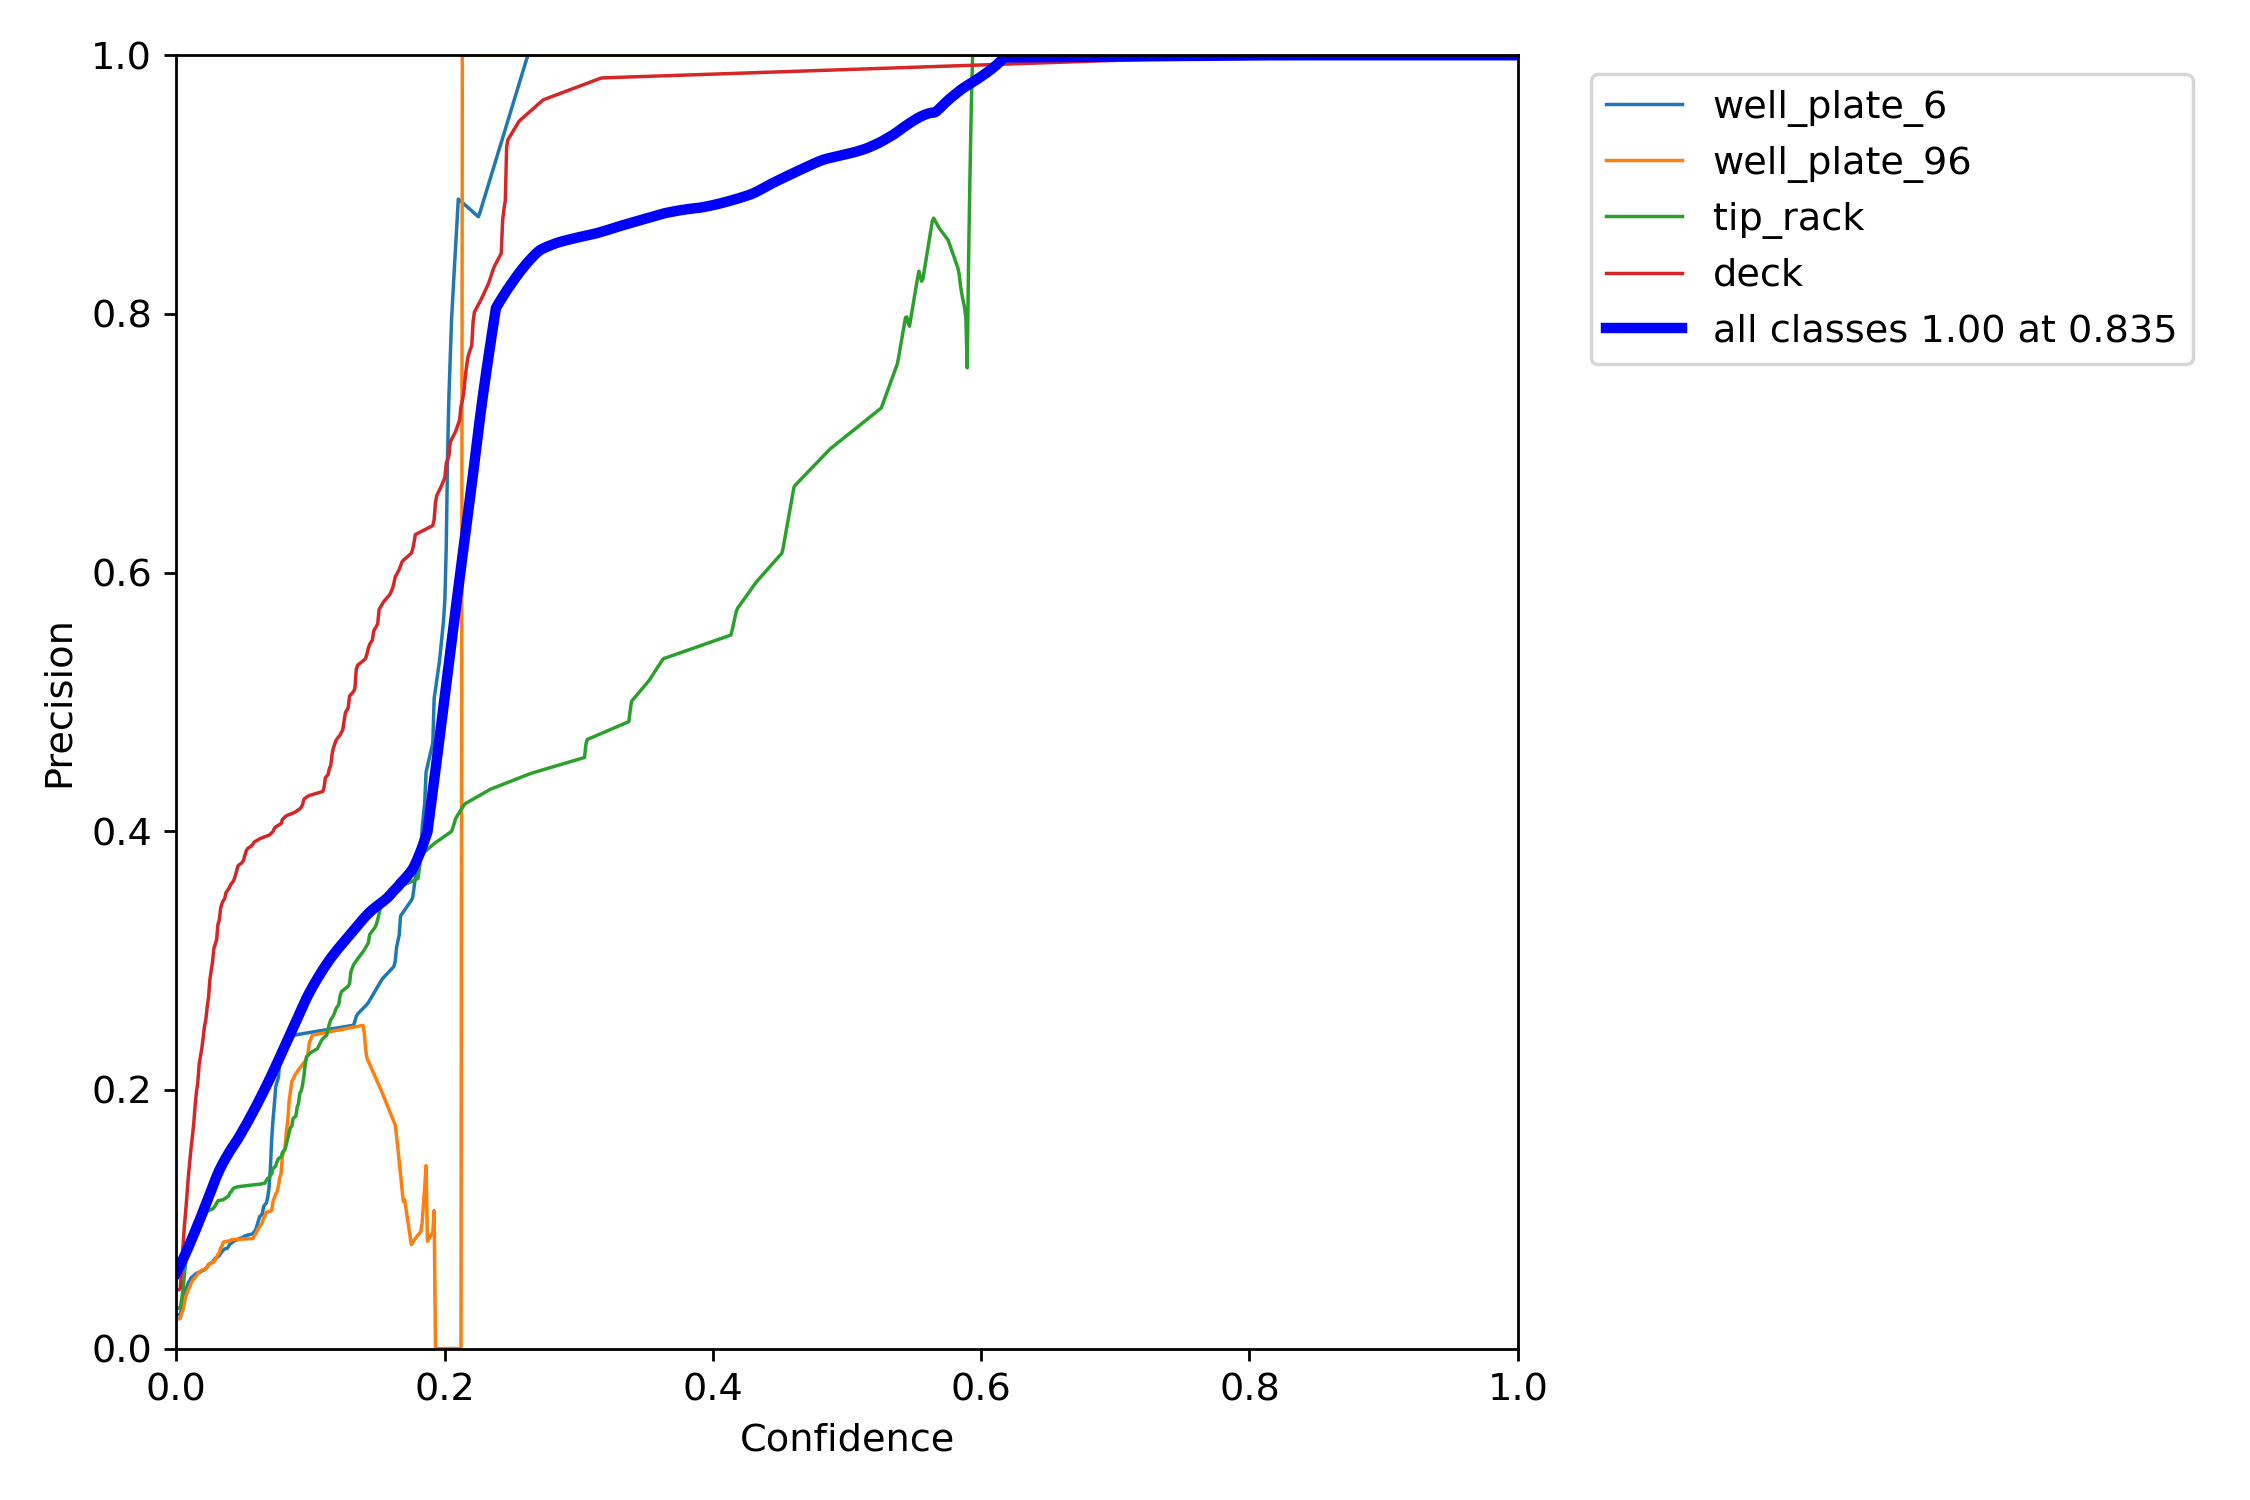 1.0
0.8
0.6
0.4
0.2
0.0
Precision
0.0 0.2 0.4 0.6 0.8 1.0
Confidence
well_plate_6
well_plate_96
tip_rack
deck
all classes 1.00 at 0.835